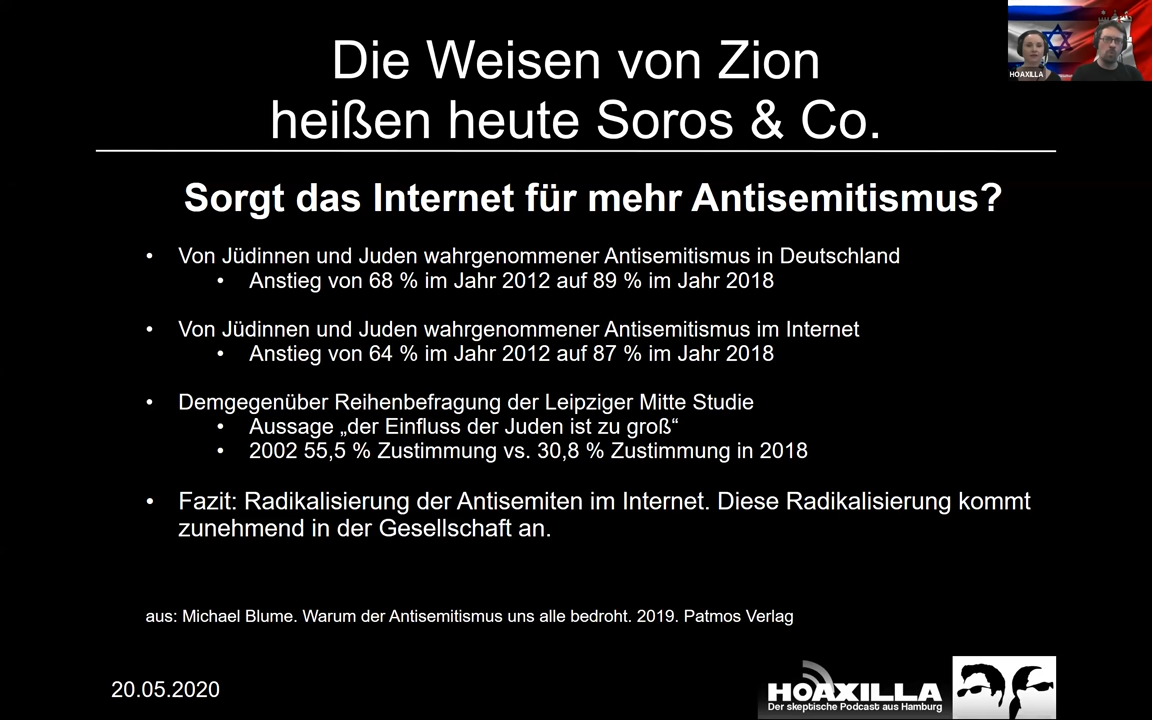 Die Weisen von Zion
heißen heute Soros & Co.
HOAXILLA
Sorgt das Internet für mehr Antisemitismus?
• Von Jüdinnen und Juden wahrgenommener Antisemitismus in Deutschland
• Anstieg von 68 % im Jahr 2012 auf 89 % im Jahr 2018
• Von Jüdinnen und Juden wahrgenommener Antisemitismus im Internet
• Anstieg von 64 % im Jahr 2012 auf 87 % im Jahr 2018
• Demgegenüber Reihenbefragung der Leipziger Mitte Studie
• Aussage „der Einfluss der Juden ist zu groß“
• 2002 55,5 % Zustimmung vs. 30,8 % Zustimmung in 2018
• Fazit: Radikalisierung der Antisemiten im Internet. Diese Radikalisierung kommt
zunehmend in der Gesellschaft an.
aus: Michael Blume. Warum der Antisemitismus uns alle bedroht. 2019. Patmos Verlag
20.05.2020
HOAXILLA
Der skeptische Podcast aus Hamburg